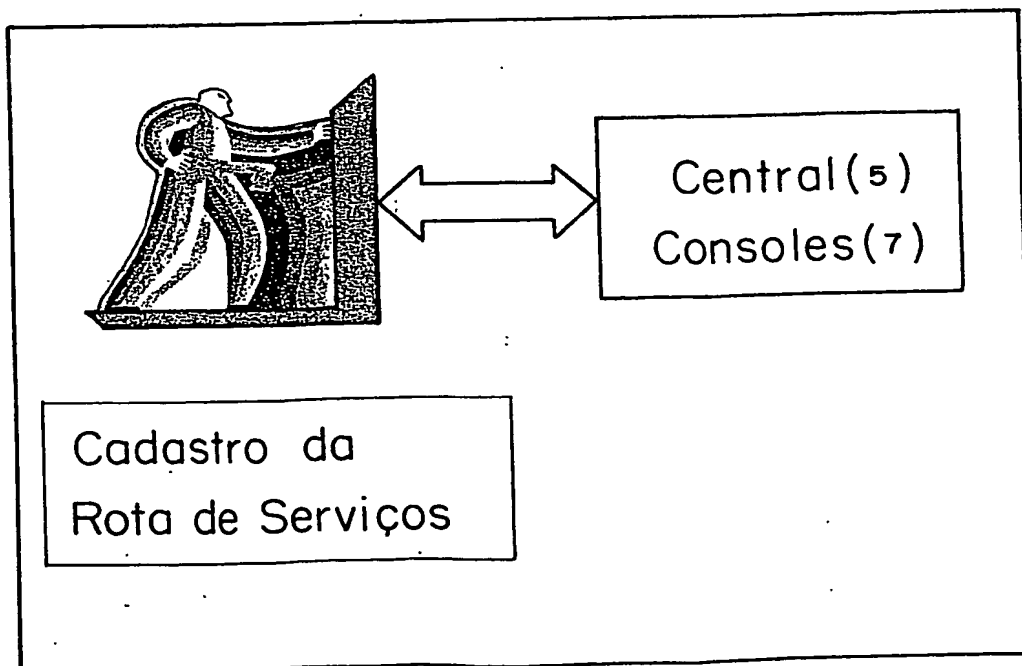 Central(5)
Consoles(7)
Cadastro da
Rota de Serviços